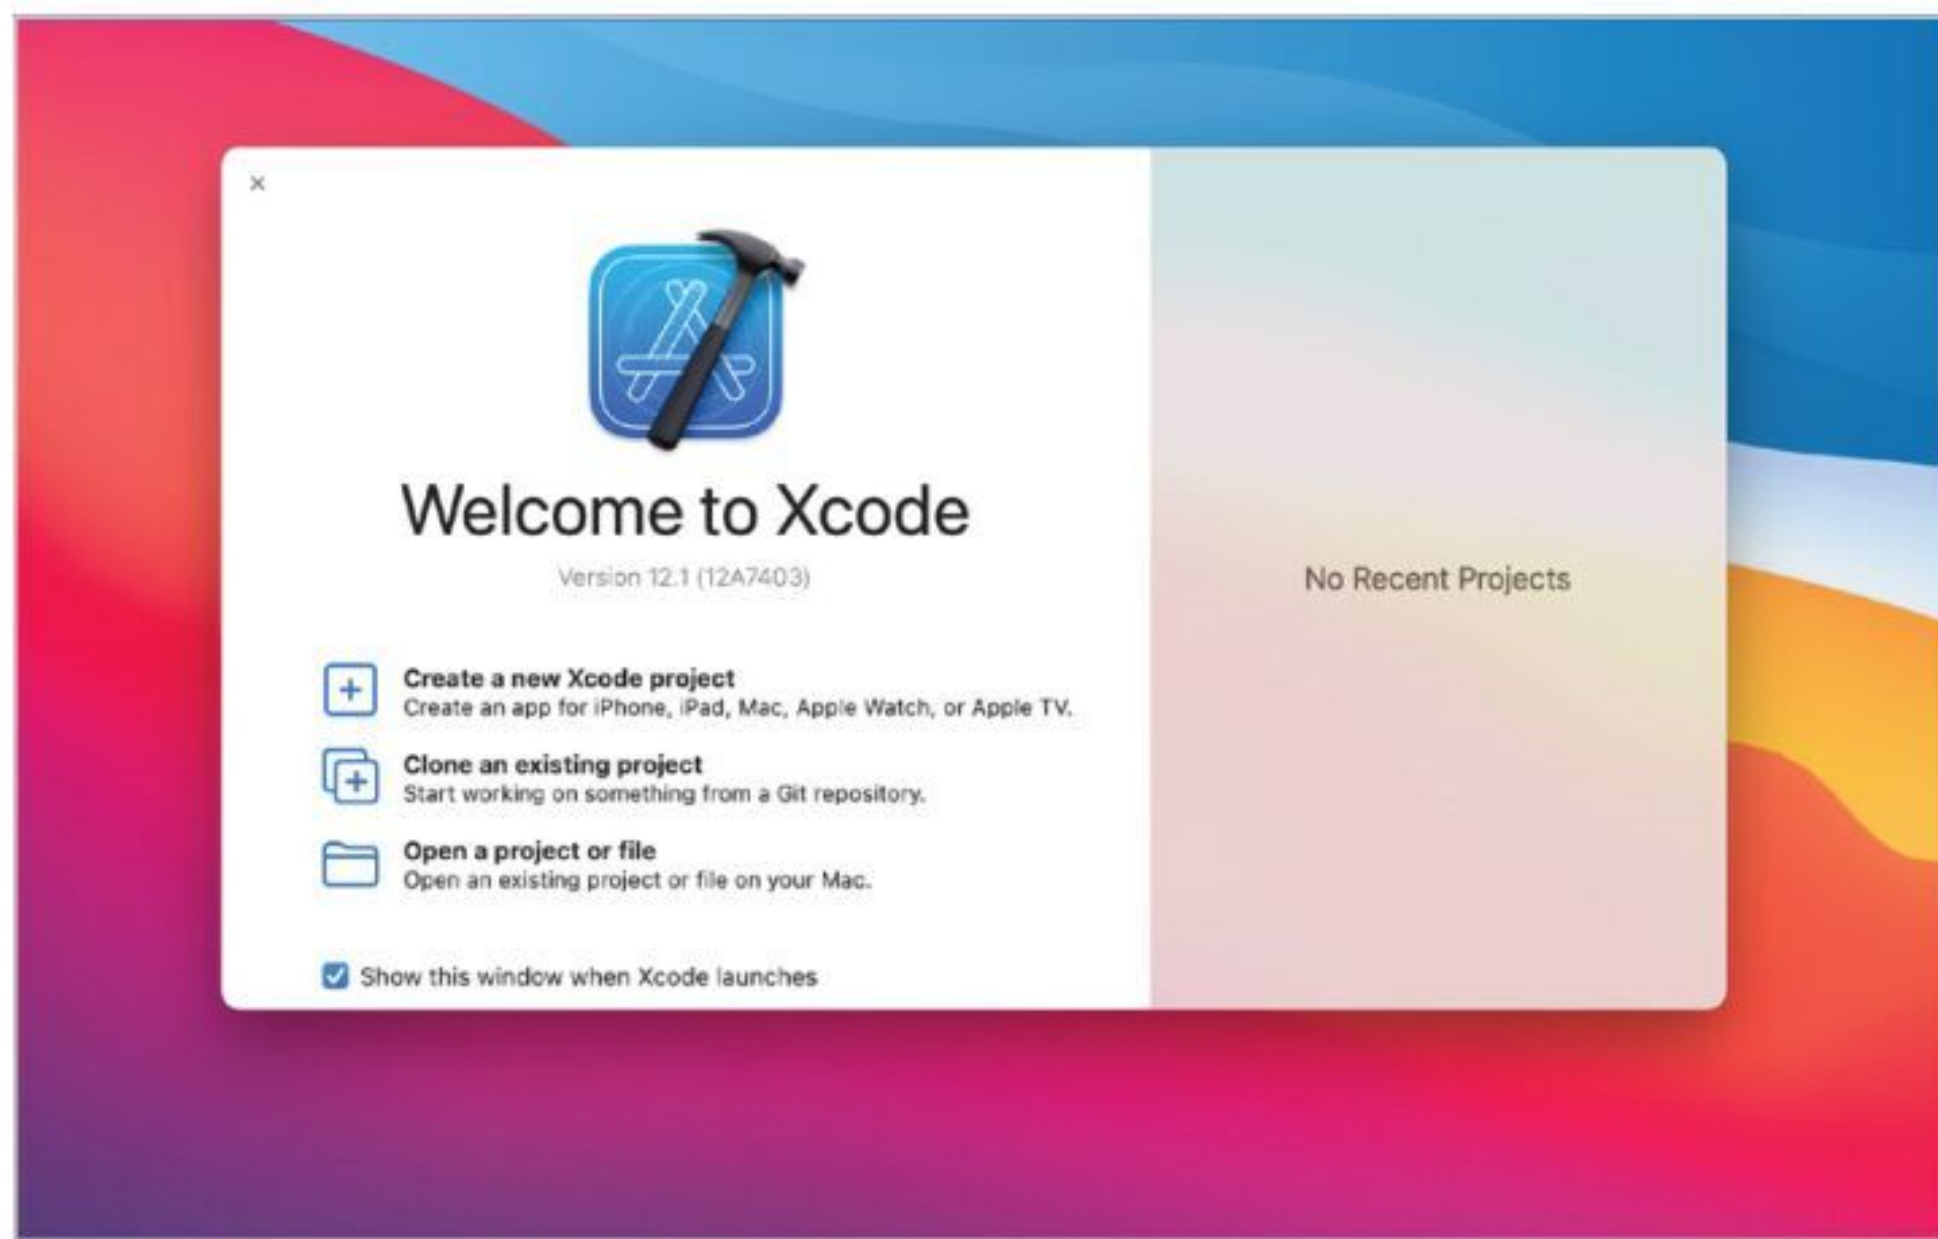 Welcome to Xcode
Version 12.1 (12A7403)
Create a new Xcode project
Create an app for iPhone, iPad, Mac, Apple Watch, or Apple TV.
Clone an existing project
Start working on something from a Git repository.
Open a project or file
Open an existing project or file on your Mac.
Show this window when Xcode launches
No Recent Projects